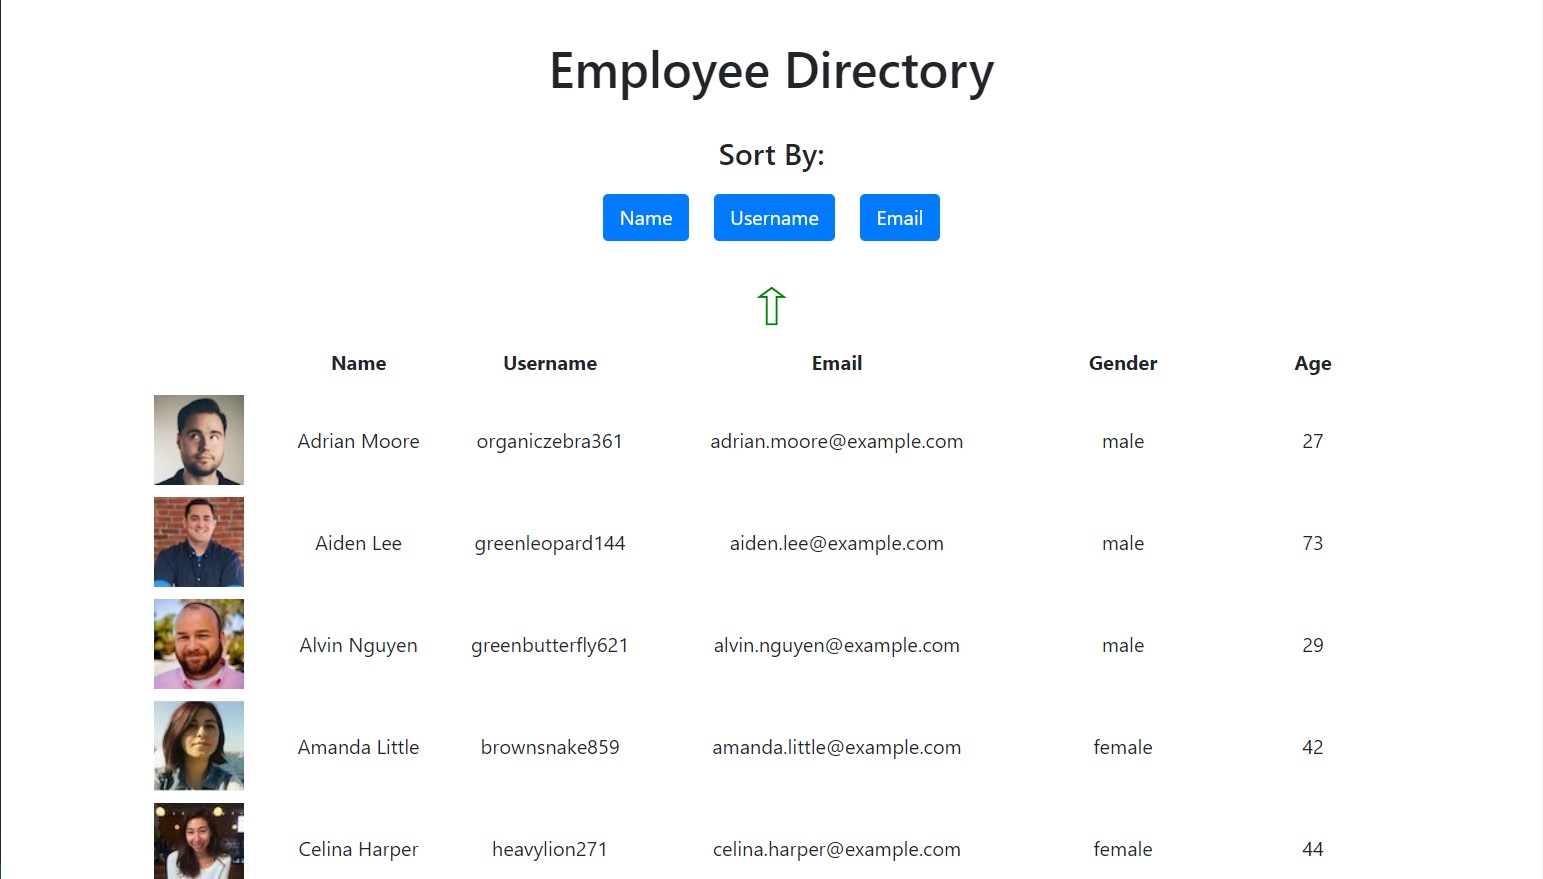 Employee Directory
Sort By:
Name Username Email
⇧
Name Username Email Gender Age
Adrian Moore organiczebra361 adrian.moore@example.com male 27
Aiden Lee greenleopard144 aiden.lee@example.com male 73
Alvin Nguyen greenbutterfly621 alvin.nguyen@example.com male 29
Amanda Little brownsnake859 amanda.little@example.com female 42
Celina Harper heavylion271 celina.harper@example.com female 44